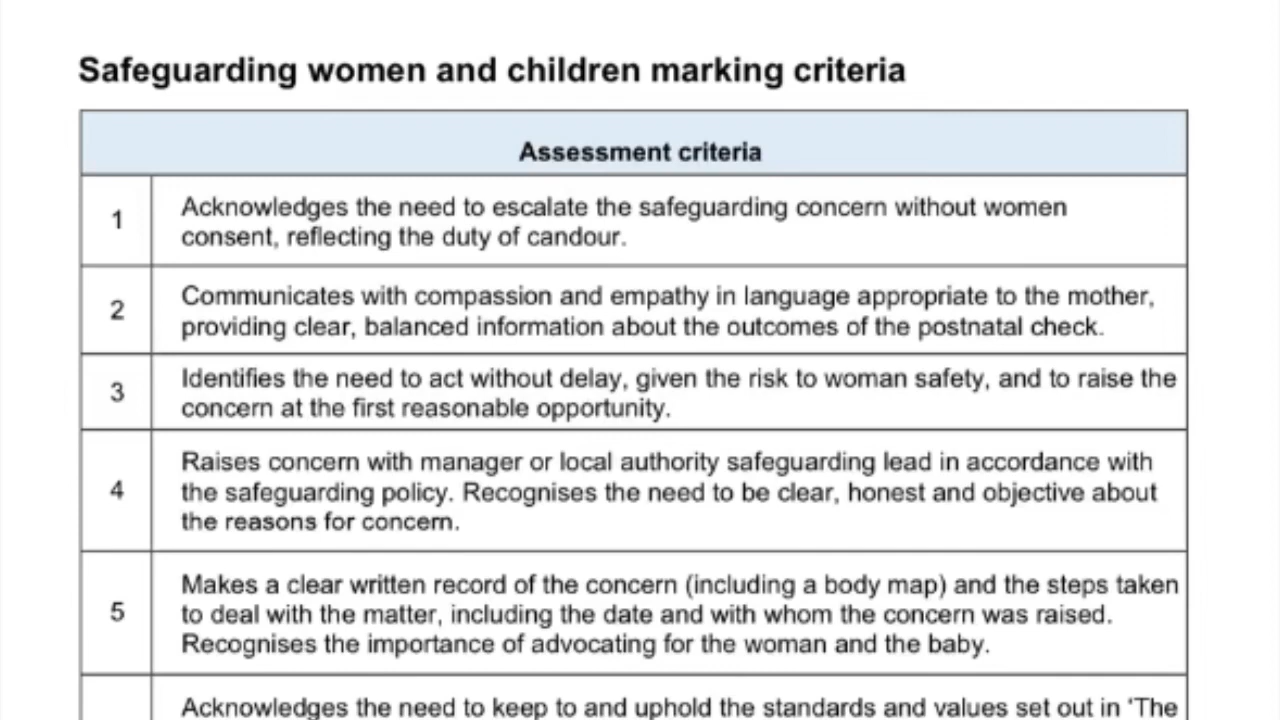 Safeguarding women and children marking criteria
Assessment criteria
1
Acknowledges the need to escalate the safeguarding concern without women
consent, reflecting the duty of candour.
2
Communicates with compassion and empathy in language appropriate to the mother,
providing clear, balanced information about the outcomes of the postnatal check.
3
Identifies the need to act without delay, given the risk to woman safety, and to raise the
concern at the first reasonable opportunity.
4
Raises concern with manager or local authority safeguarding lead in accordance with
the safeguarding policy. Recognises the need to be clear, honest and objective about
the reasons for concern.
5
Makes a clear written record of the concern (including a body map) and the steps taken
to deal with the matter, including the date and with whom the concern was raised.
Recognises the importance of advocating for the woman and the baby.
Acknowledges the need to keep to and uphold the standards and values set out in 'The